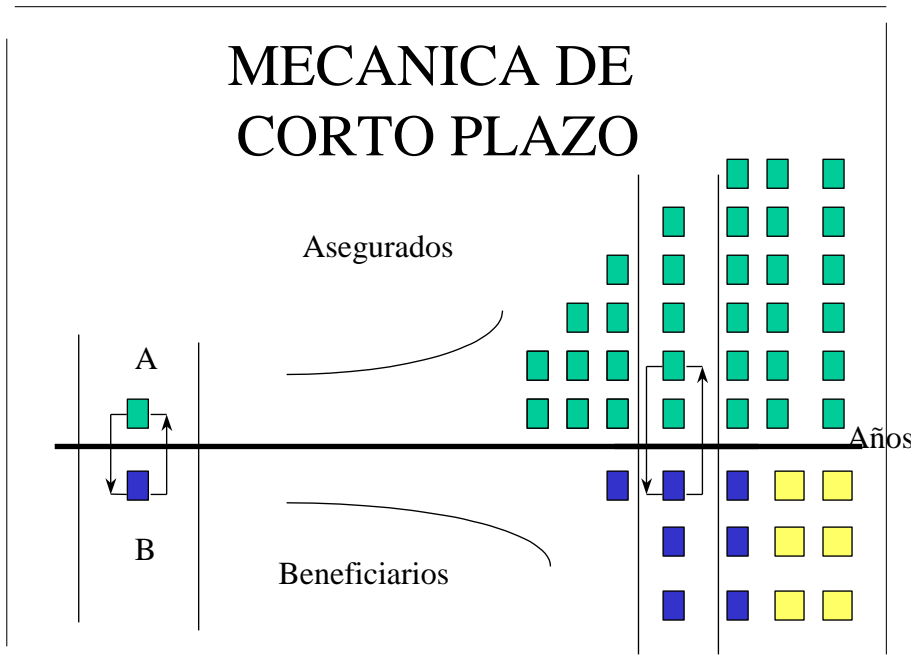 MECANICA DE
CORTO PLAZO
Asegurados
A
Años
B
Beneficiarios